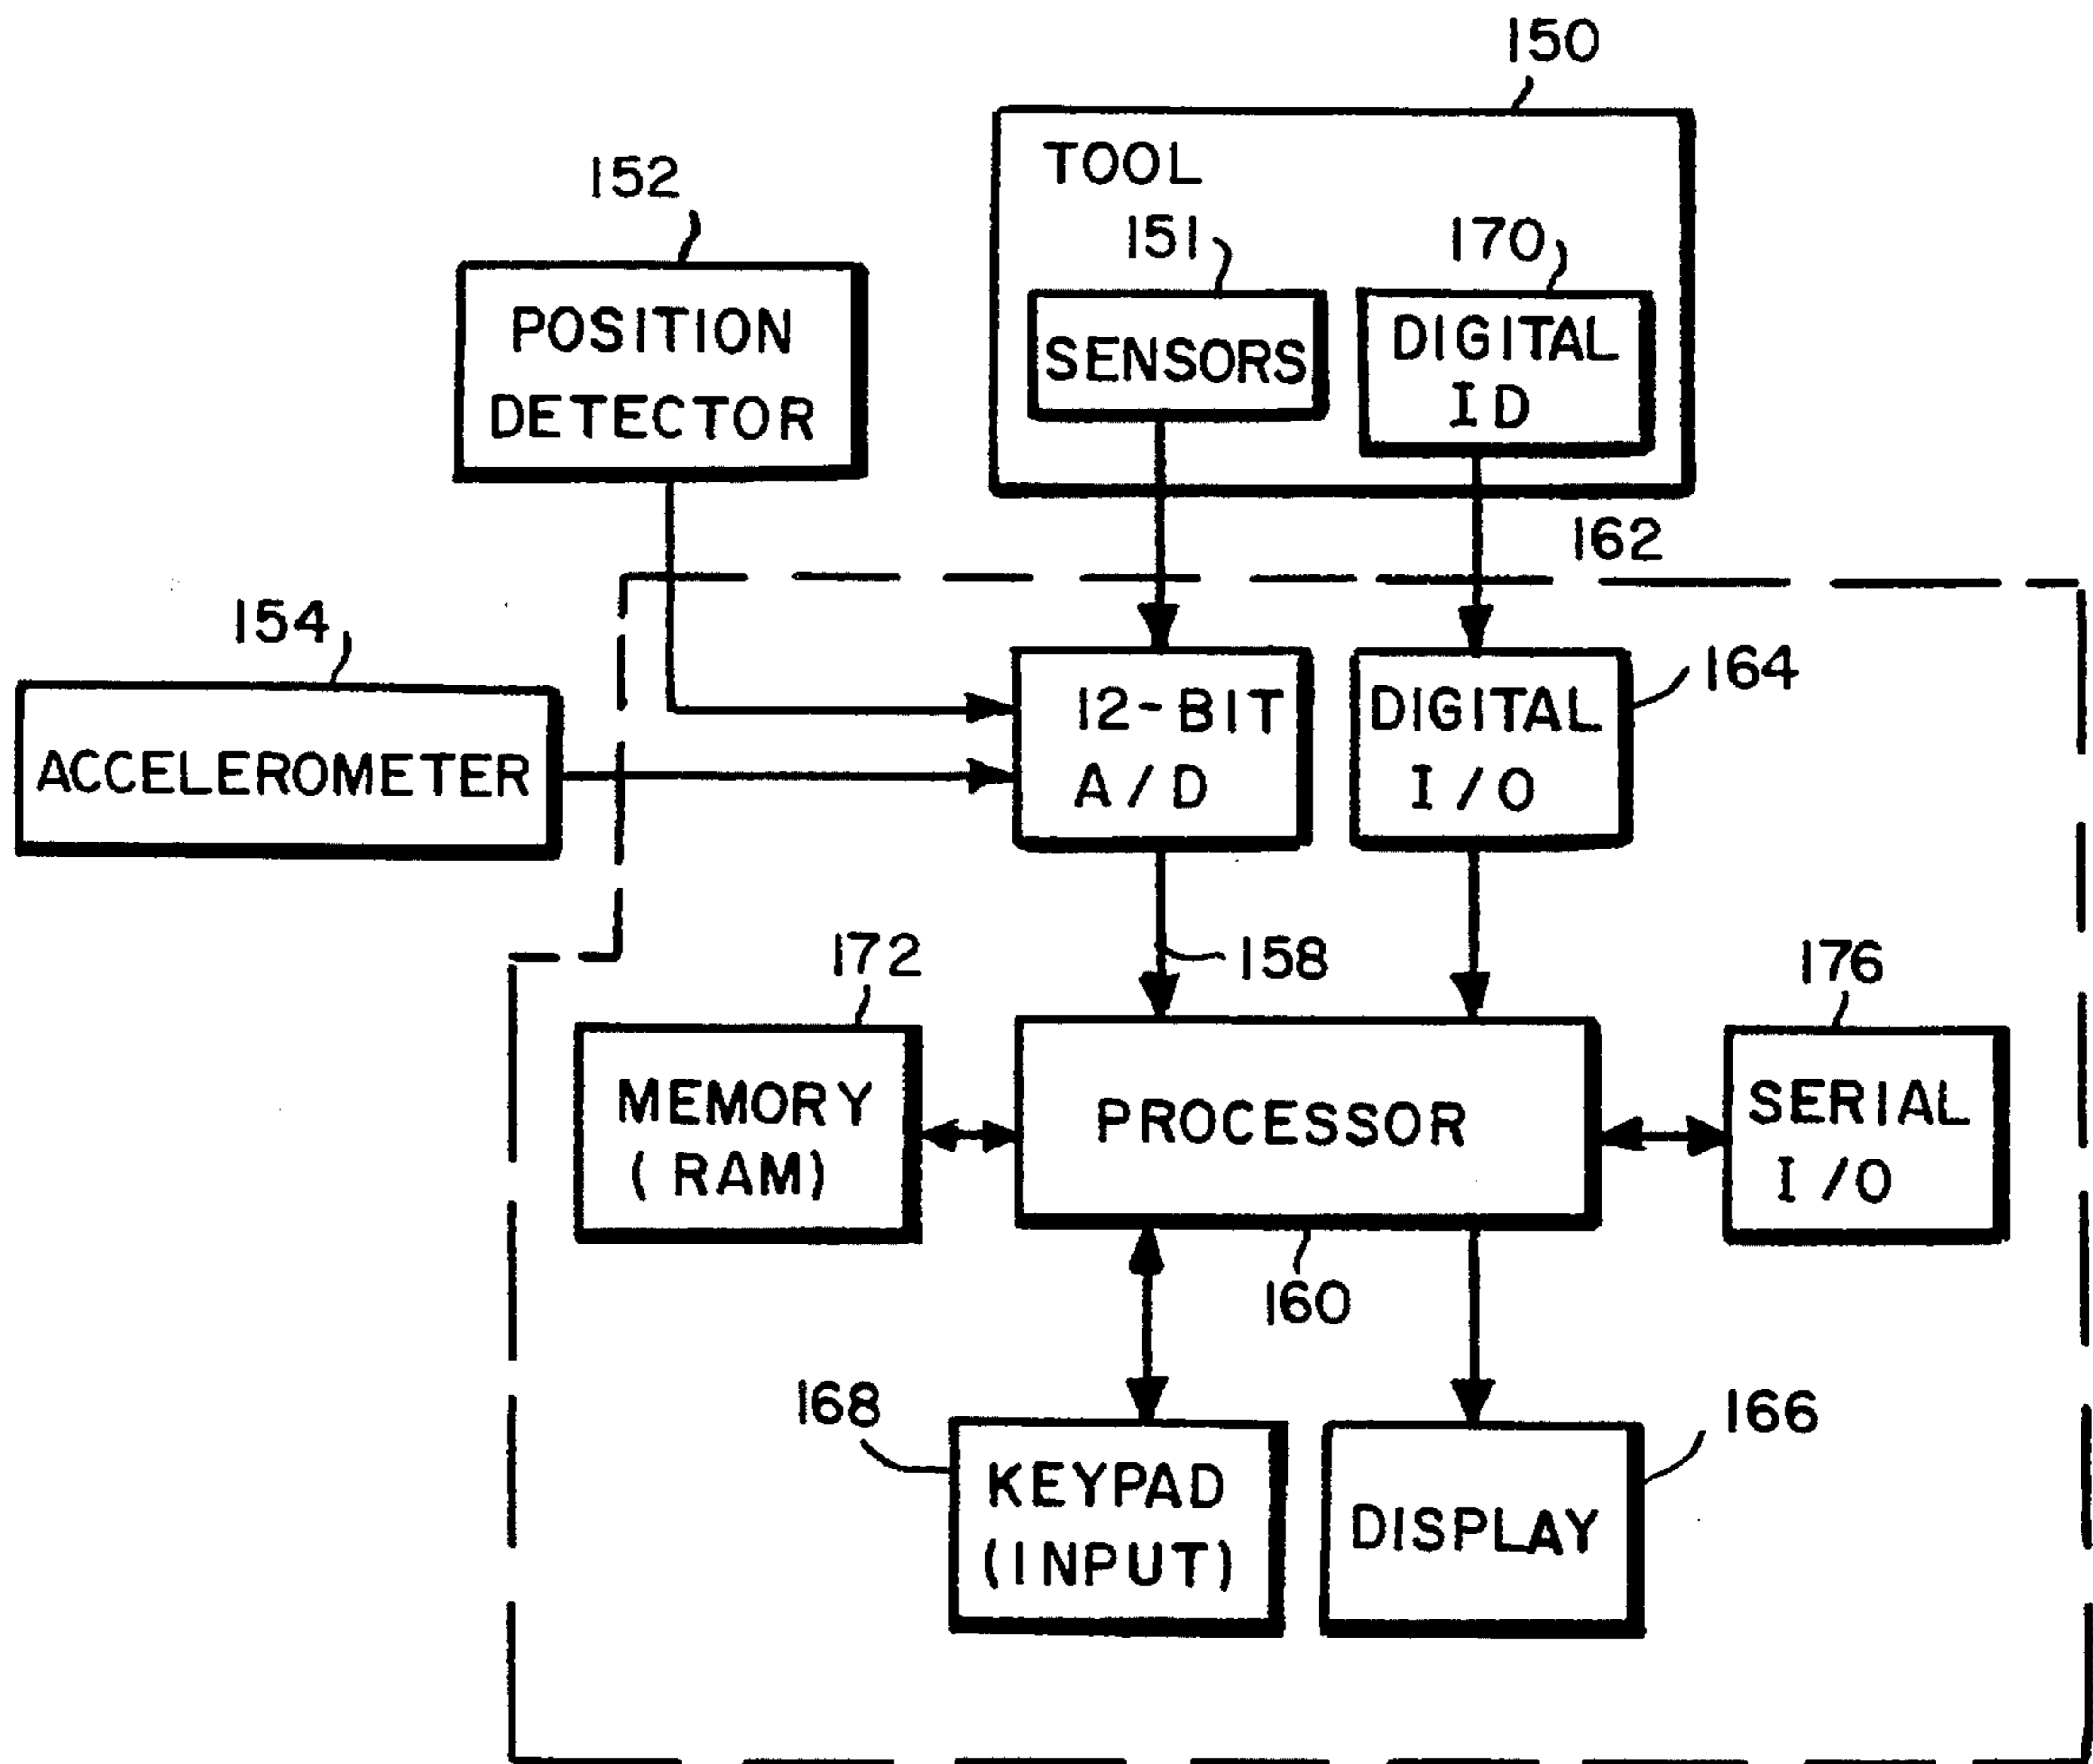 150
TOOL
152
151
170
POSITION
DETECTOR
SENSORS
DIGITAL
ID
162
154
164
ACCELEROMETER
12-BIT
A/D
DIGITAL
I/O
172
158
176
MEMORY
(RAM)
PROCESSOR
SERIAL
I/O
160
168
166
KEYPAD
(INPUT)
DISPLAY